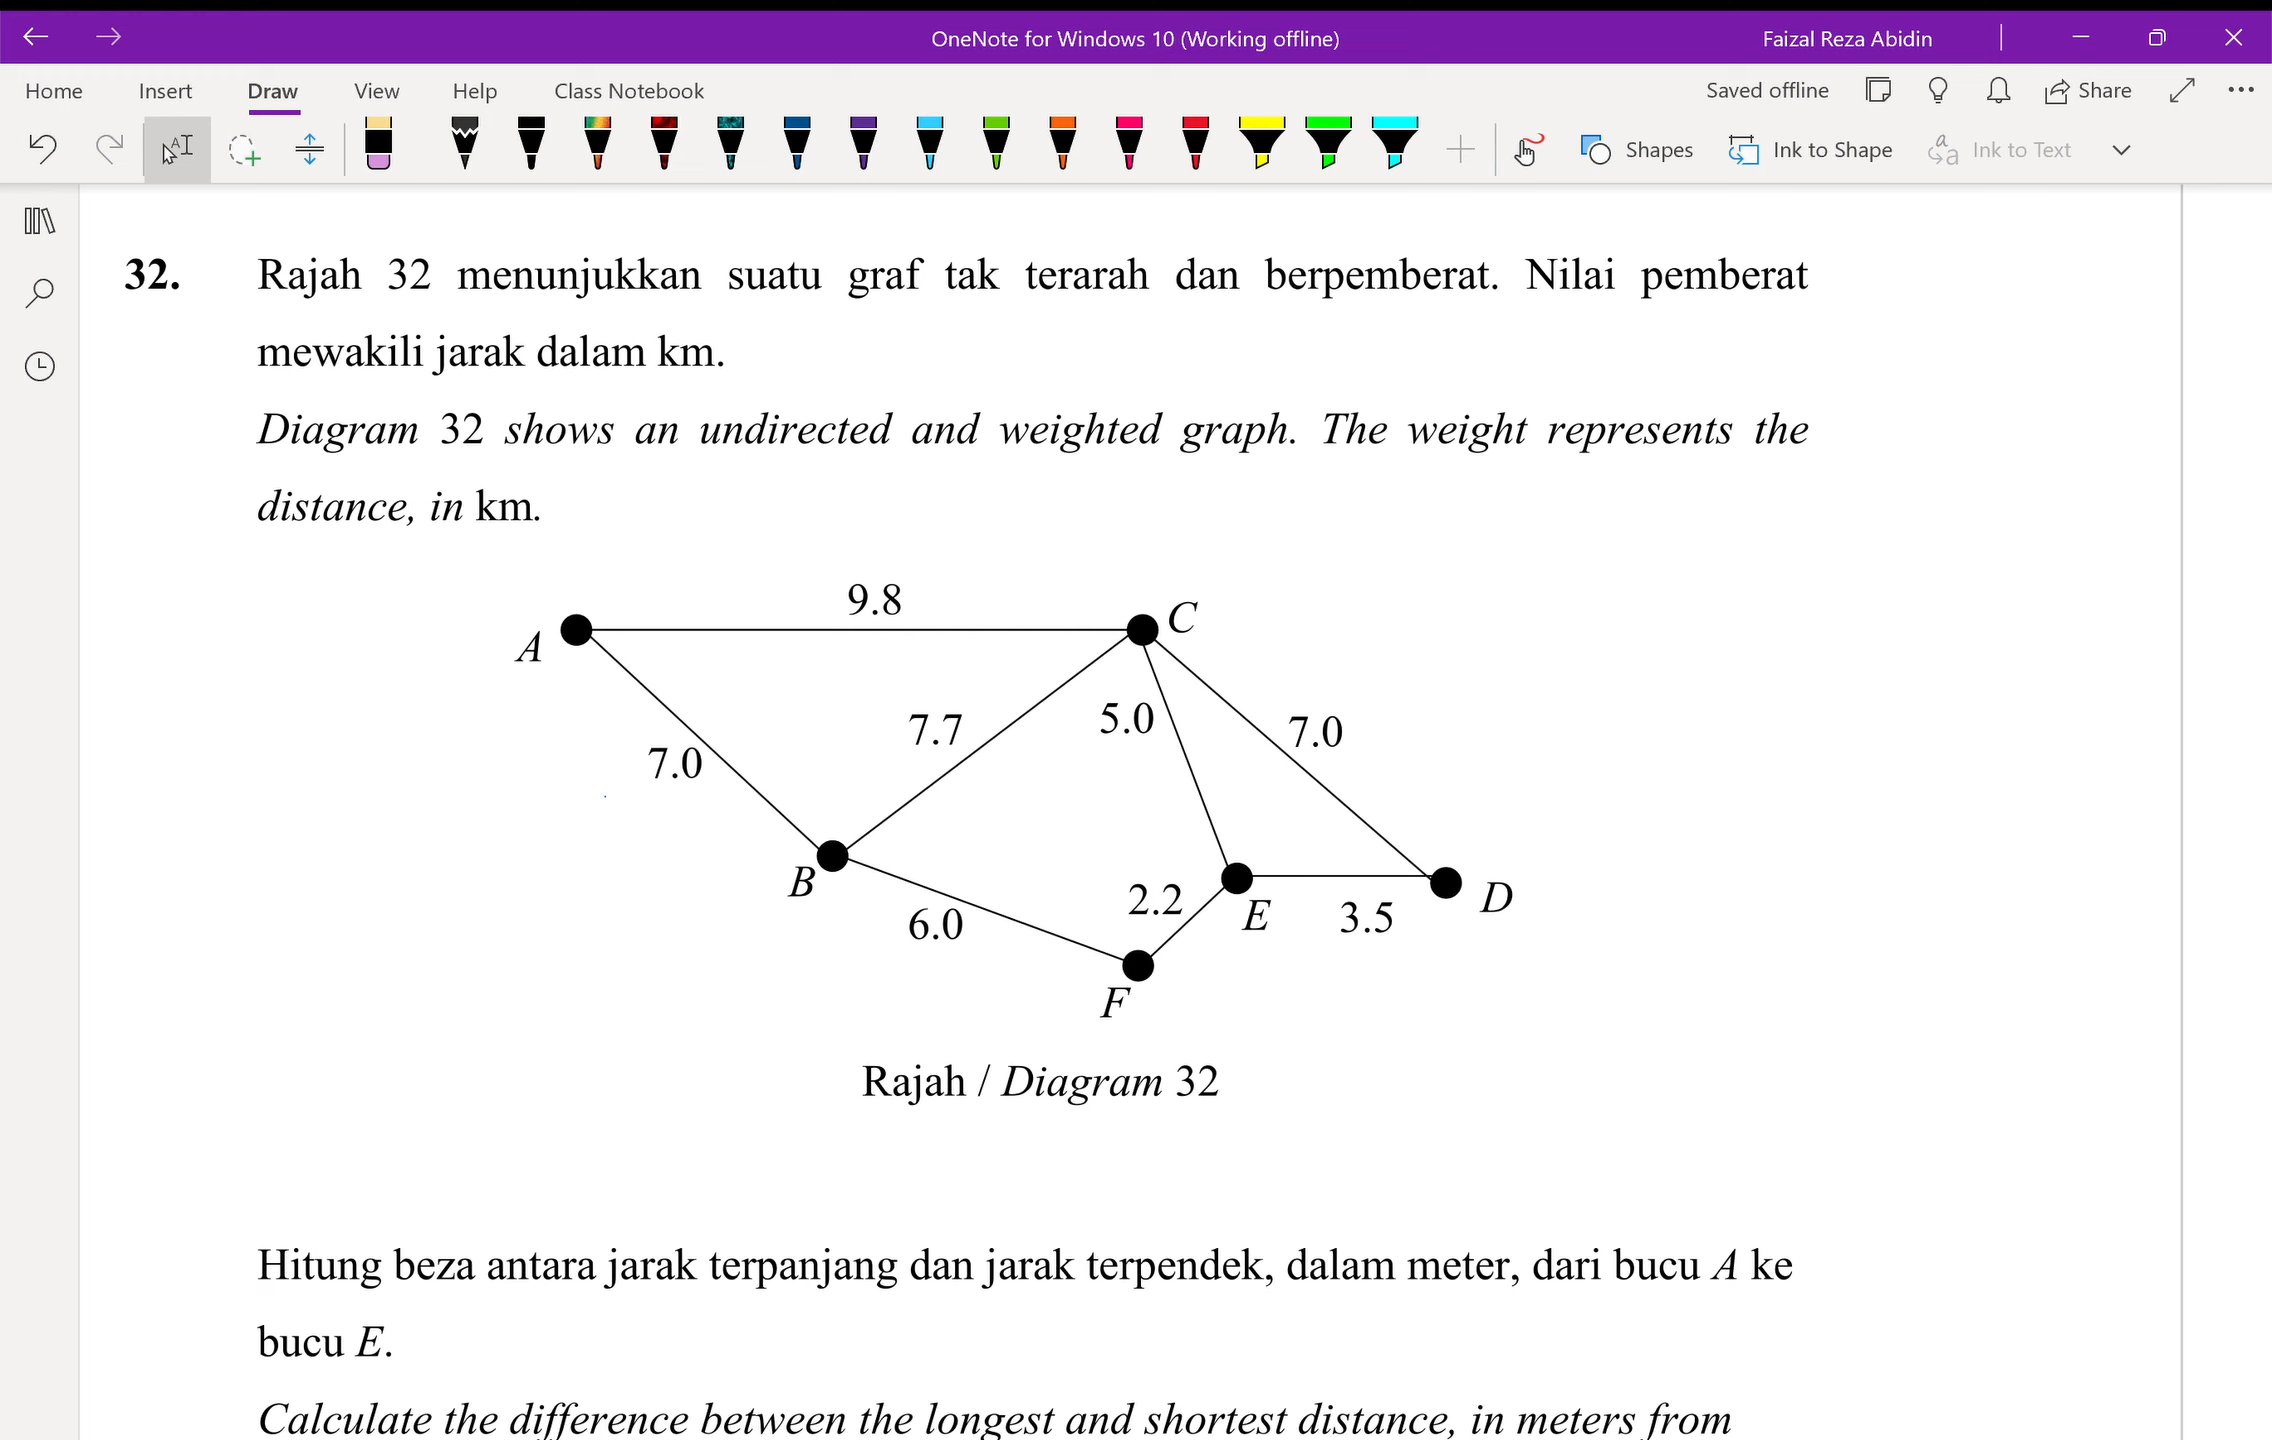 OneNote for Windows 10 (Working offline)
Faizal Reza Abidin
Home Insert Draw View Help Class Notebook
Saved offline Share
Shapes Ink to Shape Ink to Text
32. Rajah 32 menunjukkan suatu graf tak terarah dan berpemberat. Nilai pemberat
mewakili jarak dalam km.
Diagram 32 shows an undirected and weighted graph. The weight represents the
distance, in km.
9.8
A
C
7.7
5.0
7.0
7.0
B
6.0
2.2
E
3.5
D
F
Rajah / Diagram 32
Hitung beza antara jarak terpanjang dan jarak terpendek, dalam meter, dari bucu A ke
bucu E.
Calculate the difference between the longest and shortest distance, in meters from